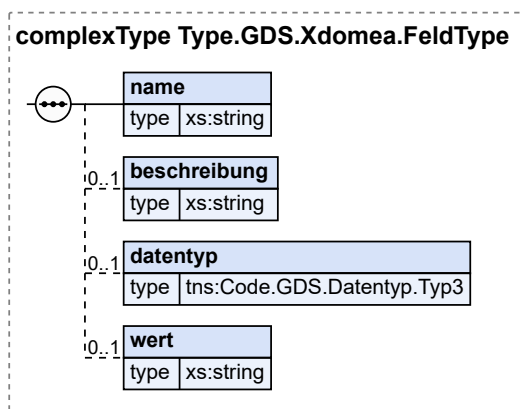 complexType Type.GDS.Xdomea.FeldType
name
type xs:string
0..1
beschreibung
type xs:string
0..1
datentyp
type tns:Code.GDS.Datentyp.Typ3
0..1
wert
type xs:string